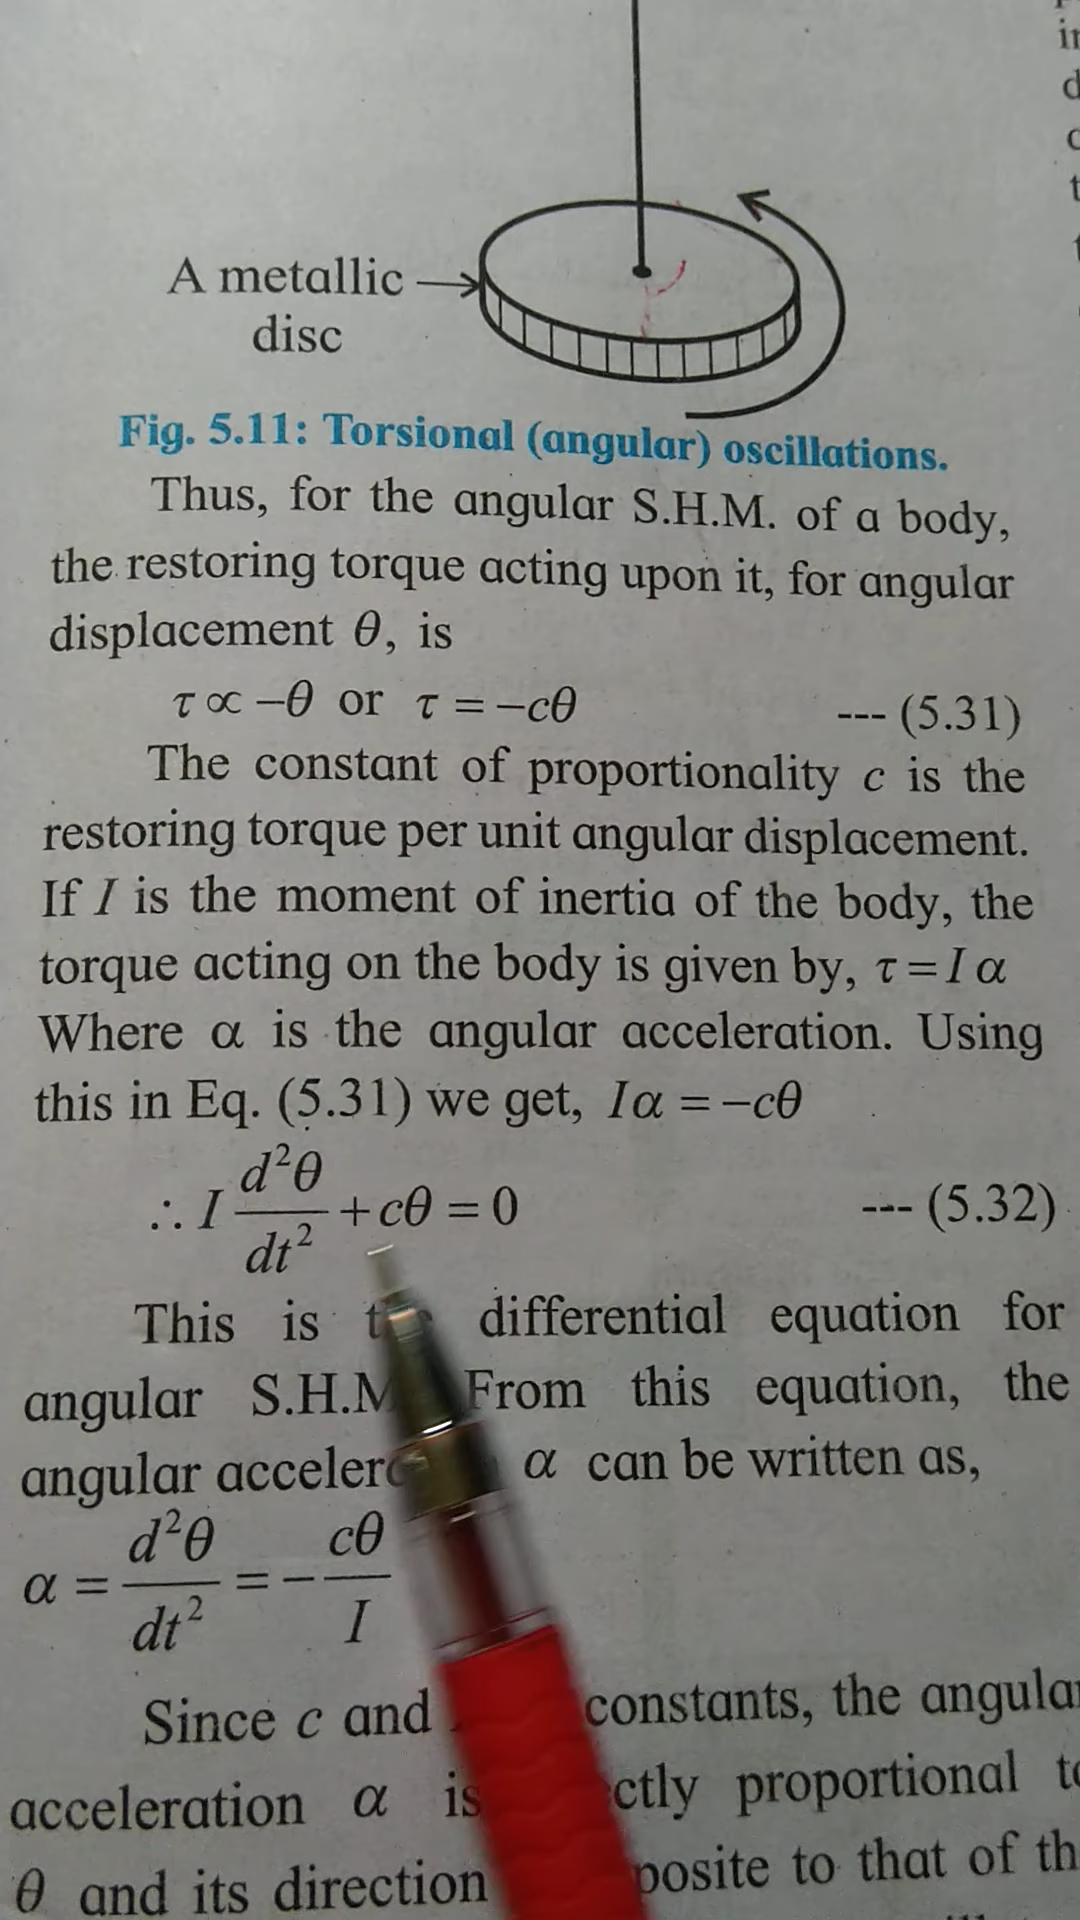 A metallic
disc
Fig. 5.11: Torsional (angular) oscillations.
Thus, for the angular S.H.M. of a body,
the restoring torque acting upon it, for angular
displacement θ, is
τ ∝ −θ or τ = −cθ --- (5.31)
The constant of proportionality c is the
restoring torque per unit angular displacement.
If I is the moment of inertia of the body, the
torque acting on the body is given by, τ = I α
Where α is the angular acceleration. Using
this in Eq. (5.31) we get, Iα = −cθ
∴ I d²θ/dt² + cθ = 0 --- (5.32)
This is differential equation for
angular S.H.M From this equation, the
angular α can be written as,
α = d²θ/dt² = − cθ/I
Since c and constants, the angular
acceleration α is proportional
θ and its direction to that of